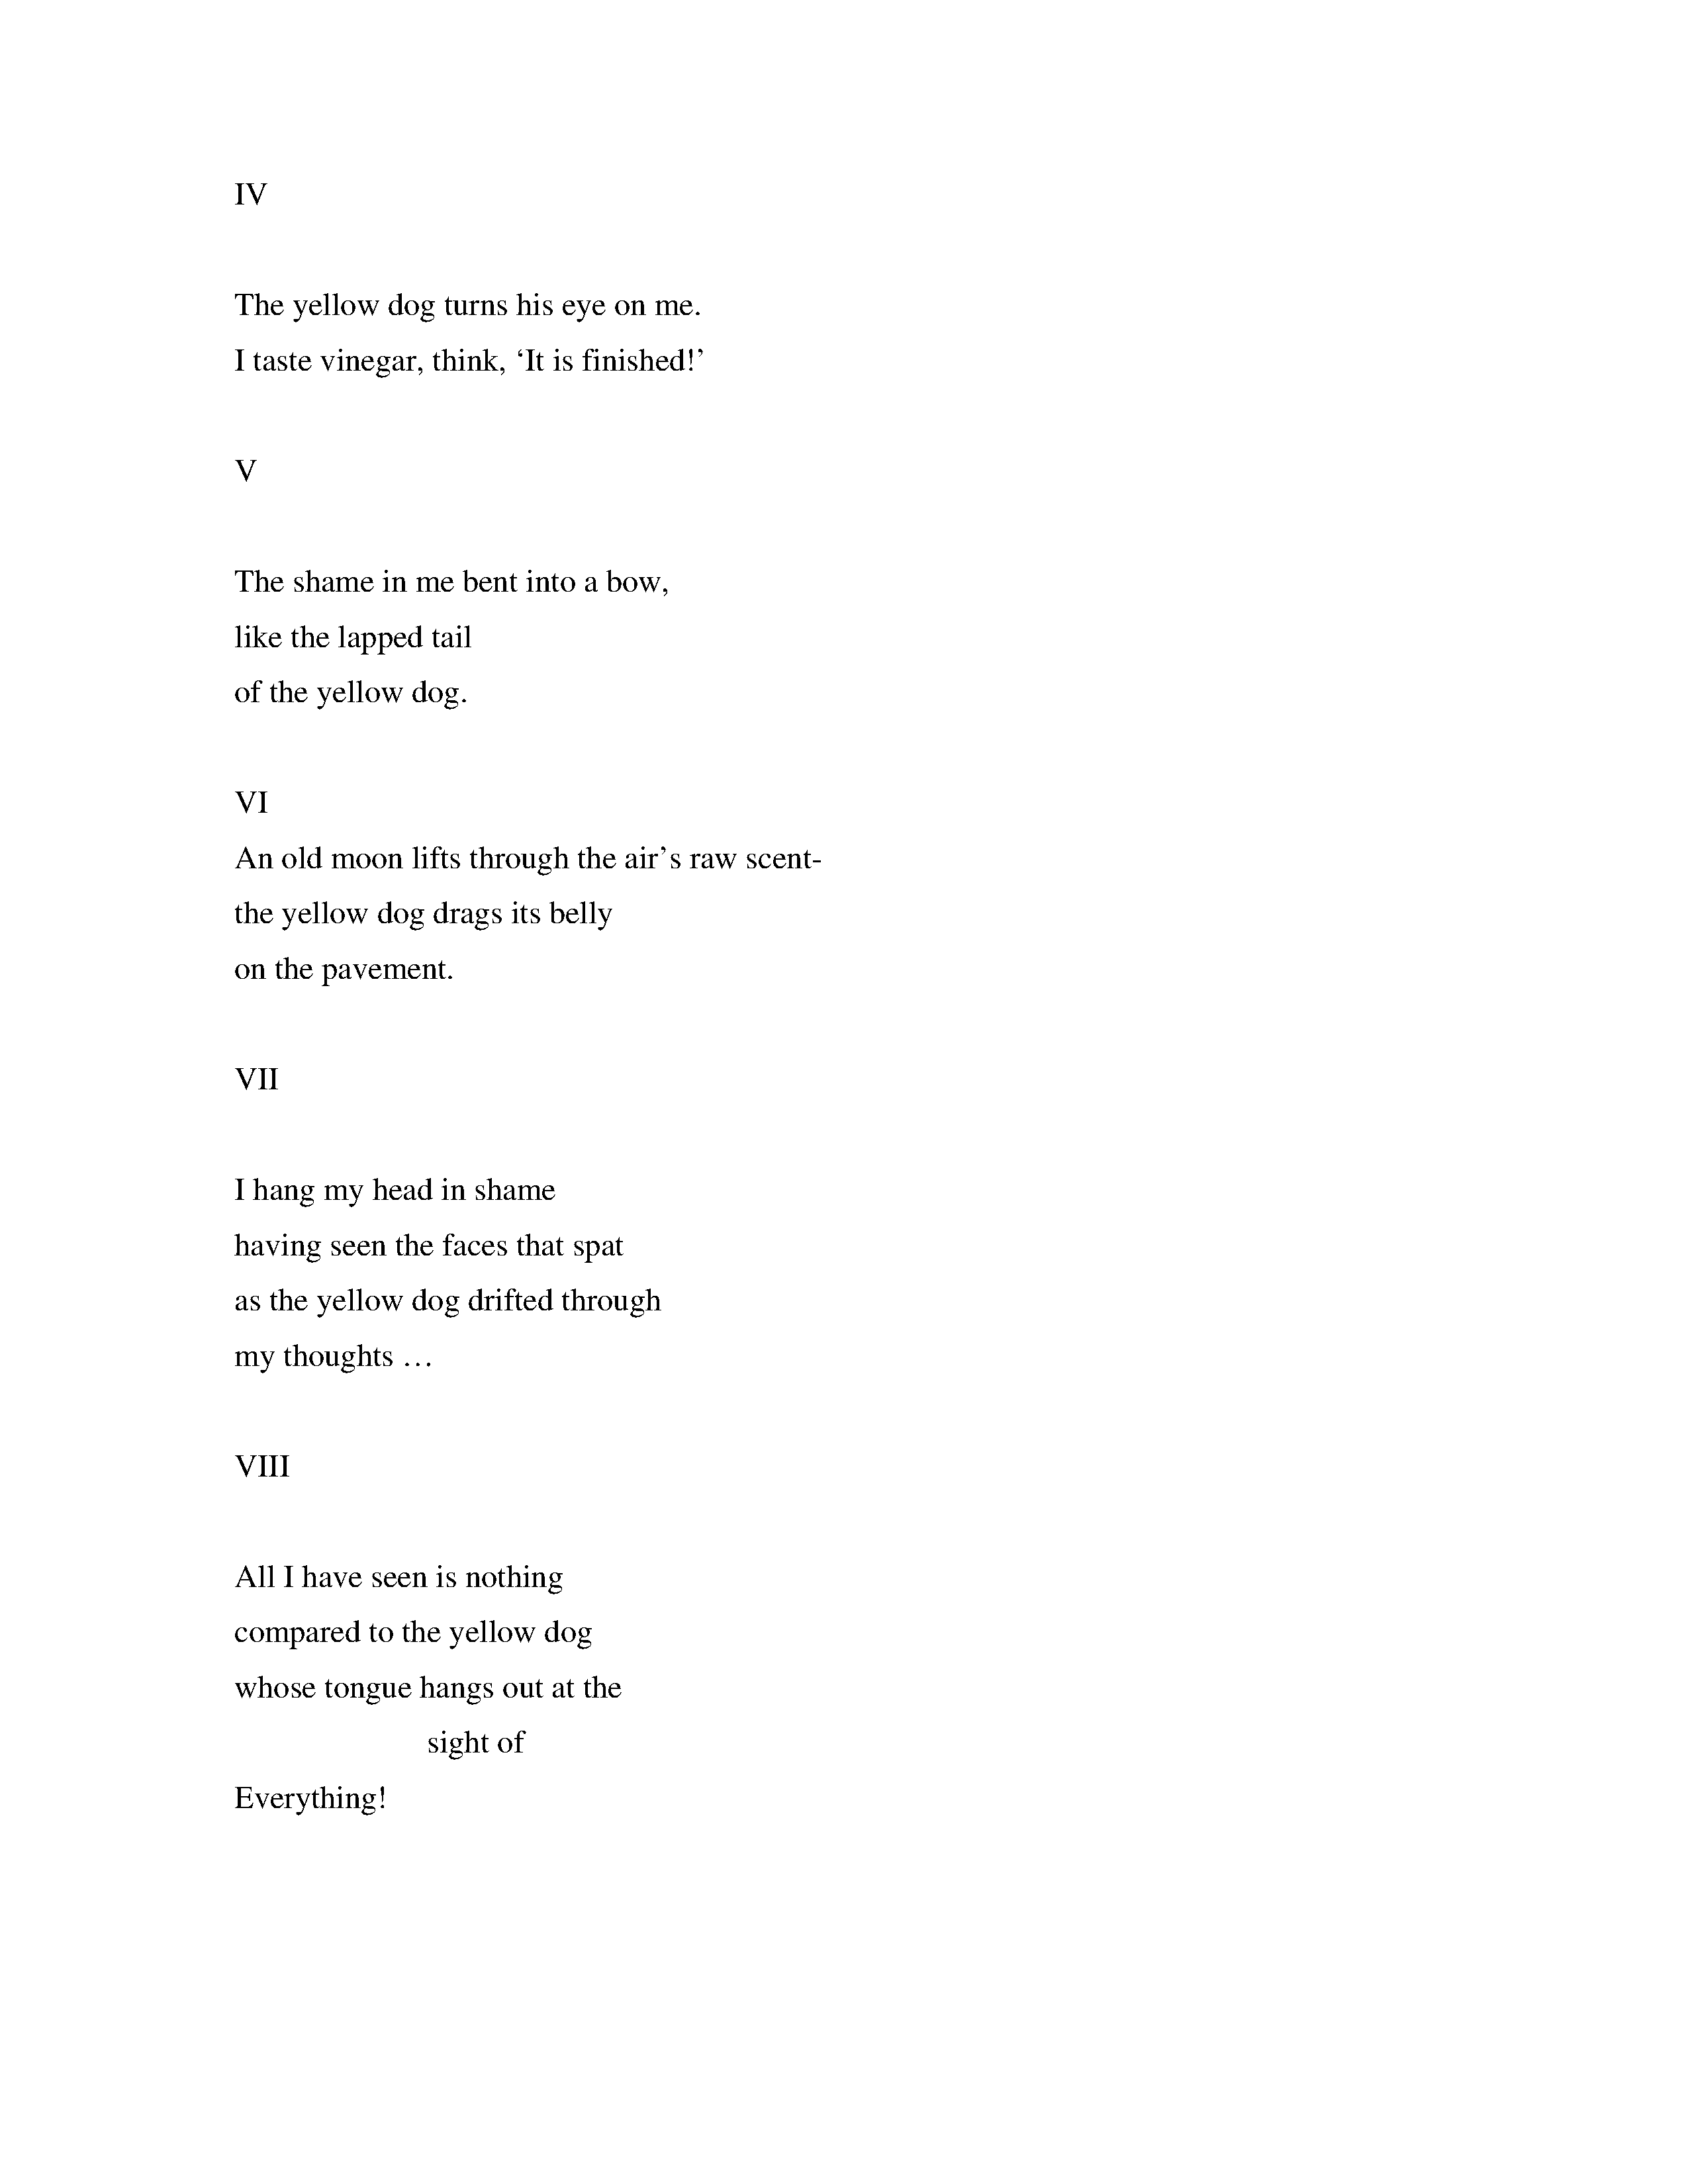 IV
The yellow dog turns his eye on me.
I taste vinegar, think, ‘It is finished!’
V
The shame in me bent into a bow,
like the lapped tail
of the yellow dog.
VI
An old moon lifts through the air’s raw scent-
the yellow dog drags its belly
on the pavement.
VII
I hang my head in shame
having seen the faces that spat
as the yellow dog drifted through
my thoughts …
VIII
All I have seen is nothing
compared to the yellow dog
whose tongue hangs out at the
sight of
Everything!